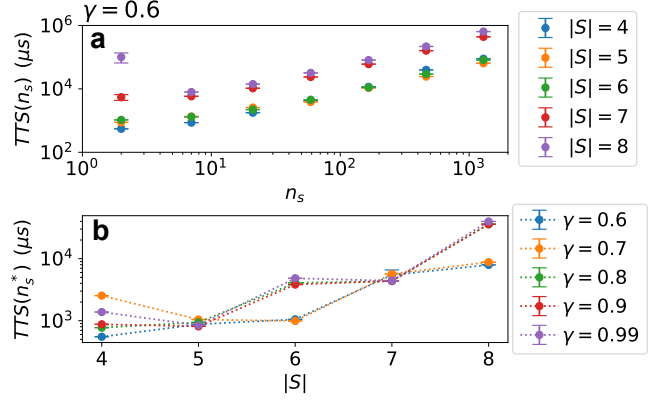 γ = 0.6
a
TTS(n_s) (μs)
10^6
10^4
10^2
10^0 10^1 10^2 10^3
n_s
|S| = 4
|S| = 5
|S| = 6
|S| = 7
|S| = 8
b
TTS(n_s^*) (μs)
10^4
10^3
4 5 6 7 8
|S|
γ = 0.6
γ = 0.7
γ = 0.8
γ = 0.9
γ = 0.99